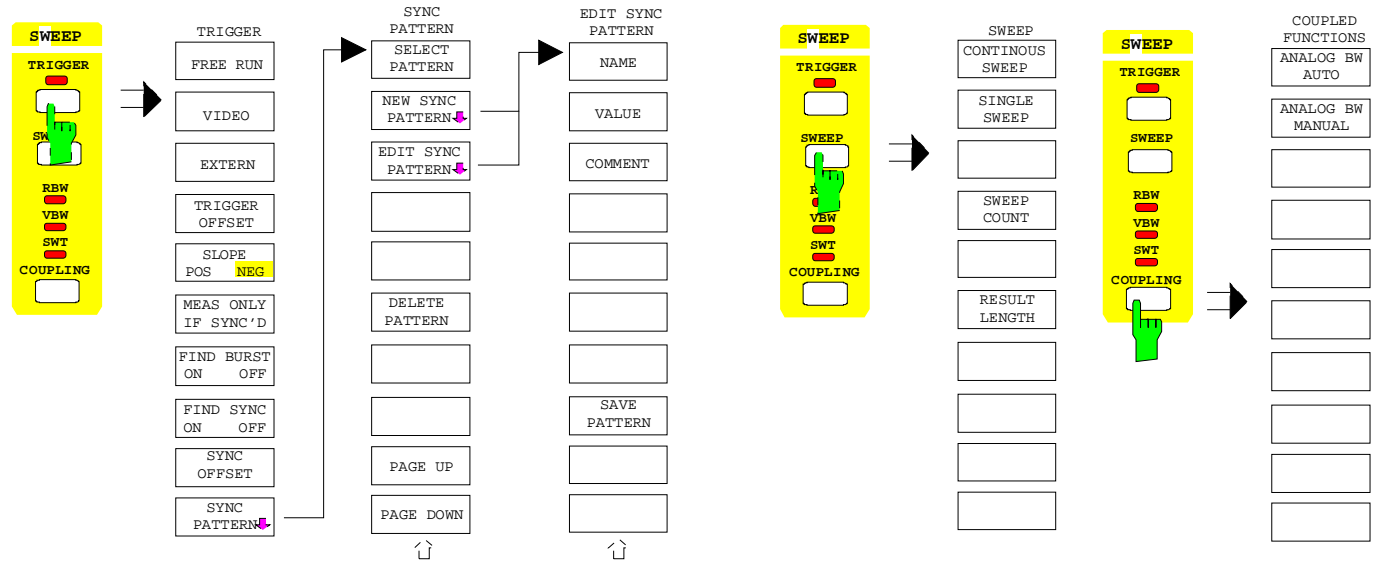 SWEEP
TRIGGER
SW
RBW
VBW
SWT
COUPLING
TRIGGER
FREE RUN
VIDEO
EXTERN
TRIGGER
OFFSET
SLOPE
POS NEG
MEAS ONLY
IF SYNC'D
FIND BURST
ON OFF
FIND SYNC
ON OFF
SYNC
OFFSET
SYNC
PATTERN
SYNC
PATTERN
SELECT
PATTERN
NEW SYNC
PATTERN
EDIT SYNC
PATTERN
DELETE
PATTERN
PAGE UP
PAGE DOWN
EDIT SYNC
PATTERN
NAME
VALUE
COMMENT
SAVE
PATTERN
SWEEP
TRIGGER
SWEEP
R
VBW
SWT
COUPLING
SWEEP
CONTINOUS
SWEEP
SINGLE
SWEEP
SWEEP
COUNT
RESULT
LENGTH
SWEEP
TRIGGER
SWEEP
RBW
VBW
SWT
COUPLING
COUPLED
FUNCTIONS
ANALOG BW
AUTO
ANALOG BW
MANUAL